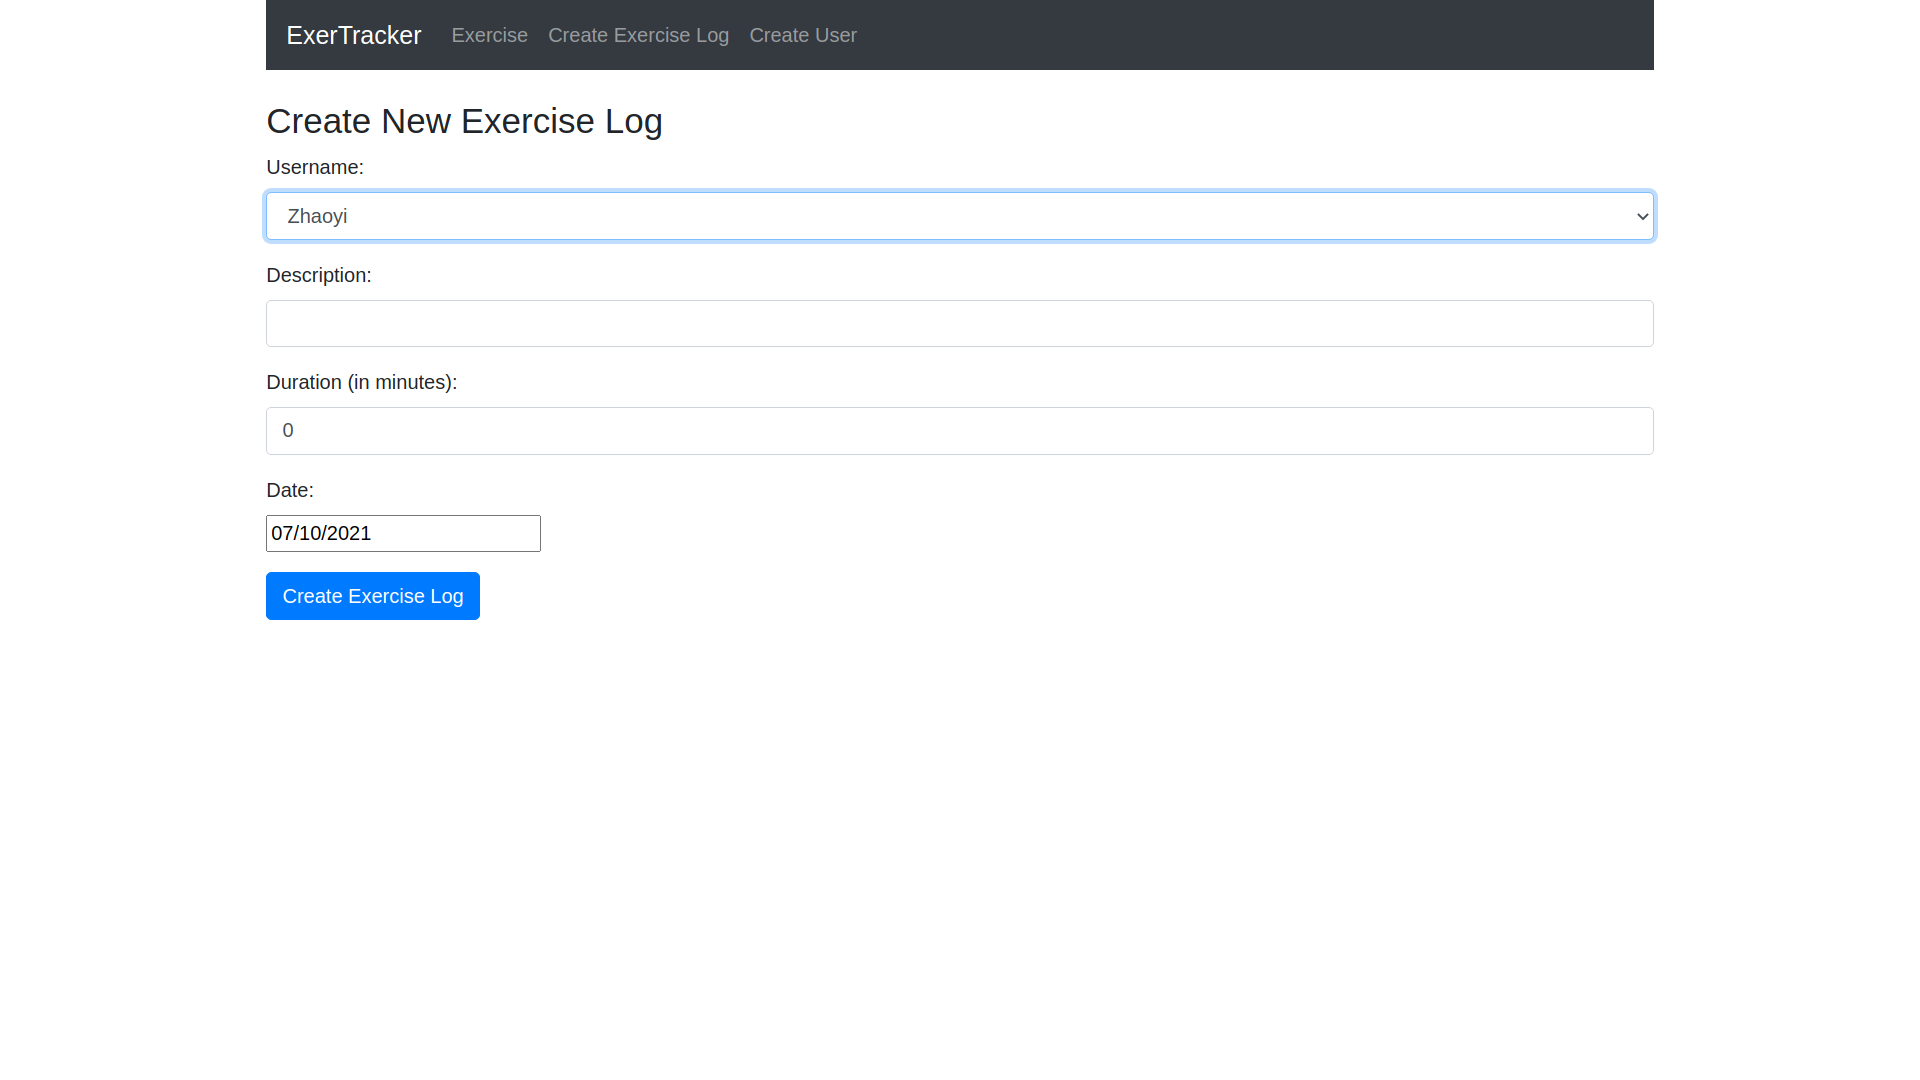 ExerTracker Exercise Create Exercise Log Create User
Create New Exercise Log
Username:
Zhaoyi
Description:
Duration (in minutes):
0
Date:
07/10/2021
Create Exercise Log